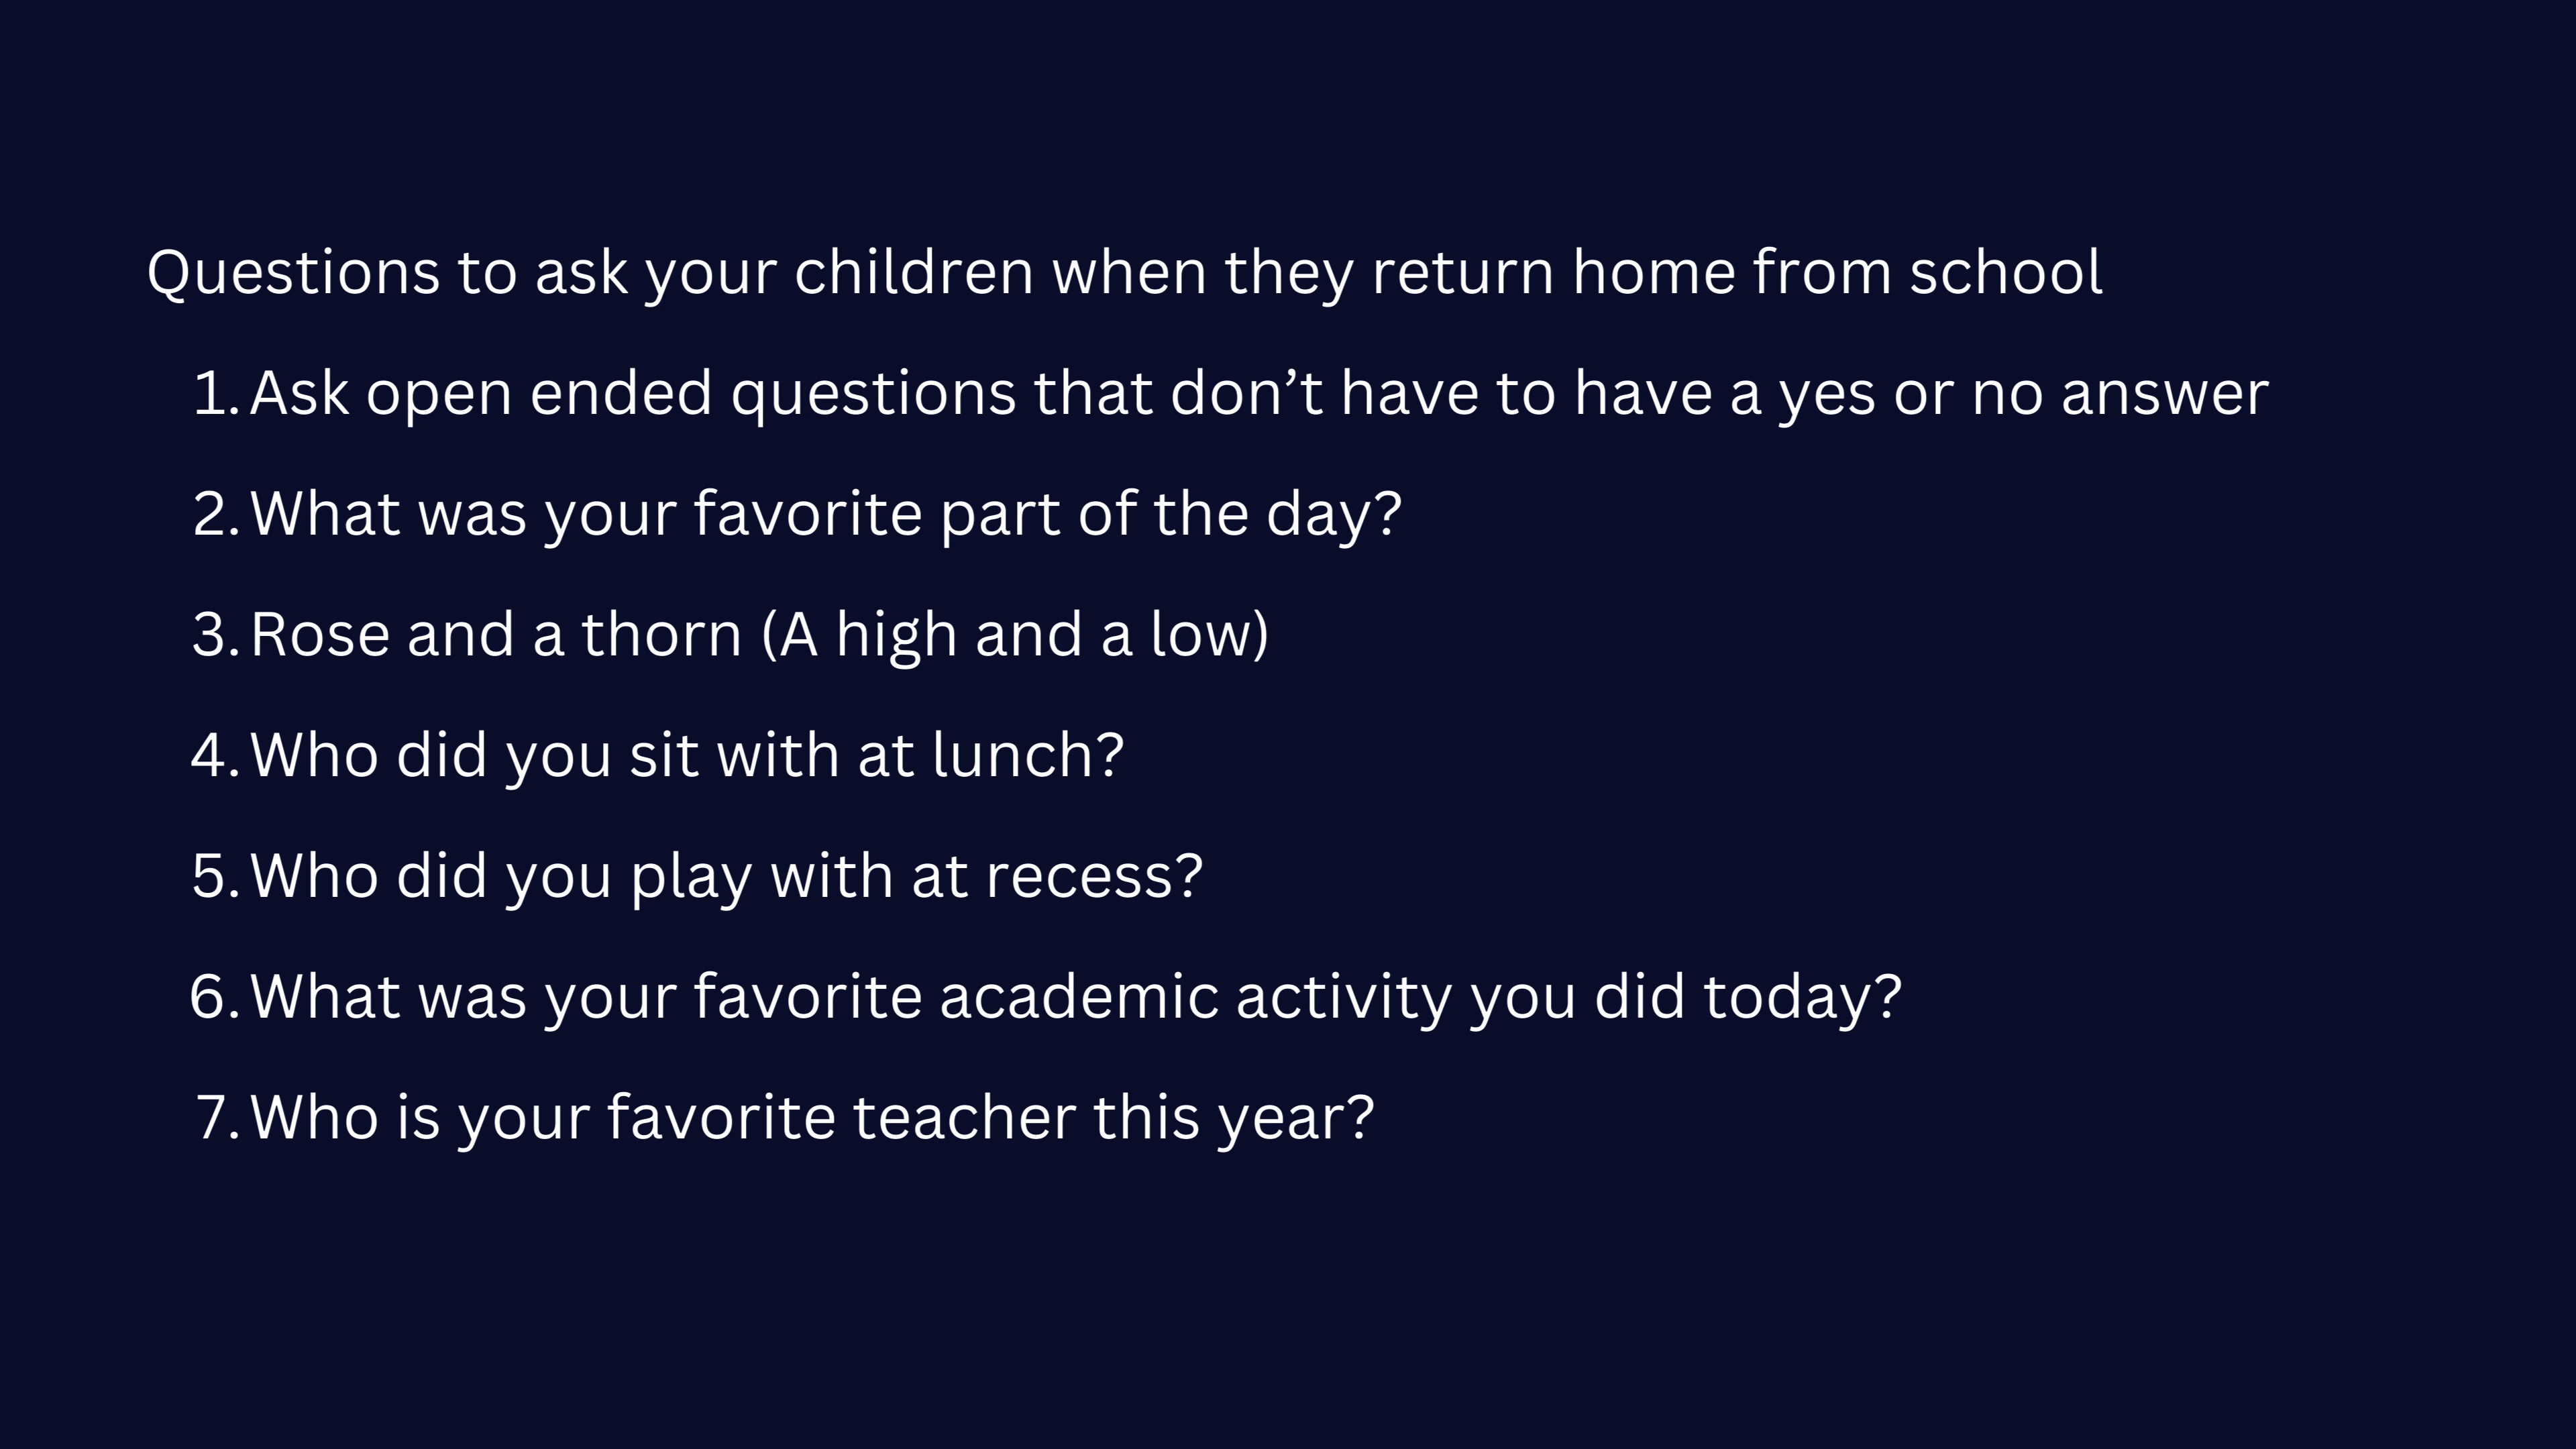 Questions to ask your children when they return home from school
1. Ask open ended questions that don’t have to have a yes or no answer
2. What was your favorite part of the day?
3. Rose and a thorn (A high and a low)
4. Who did you sit with at lunch?
5. Who did you play with at recess?
6. What was your favorite academic activity you did today?
7. Who is your favorite teacher this year?